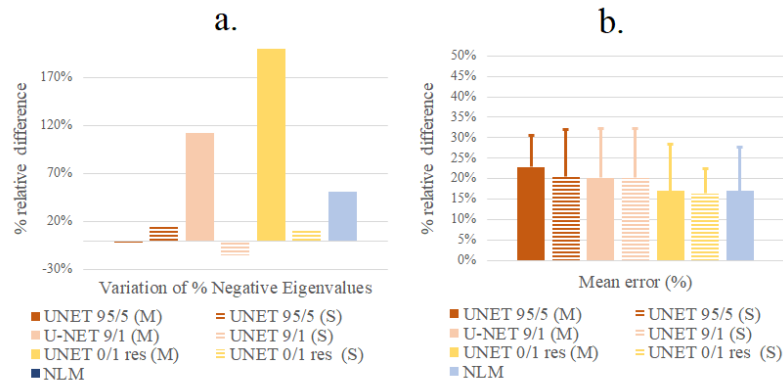 a.
% relative difference
170%
120%
70%
20%
-30%
Variation of % Negative Eigenvalues
UNET 95/5 (M) UNET 95/5 (S)
U-NET 9/1 (M) UNET 9/1 (S)
UNET 0/1 res (M) UNET 0/1 res (S)
NLM
b.
% relative difference
50%
45%
40%
35%
30%
25%
20%
15%
10%
5%
0%
Mean error (%)
UNET 95/5 (M) UNET 95/5 (S)
U-NET 9/1 (M) UNET 9/1 (S)
UNET 0/1 res (M) UNET 0/1 res (S)
NLM